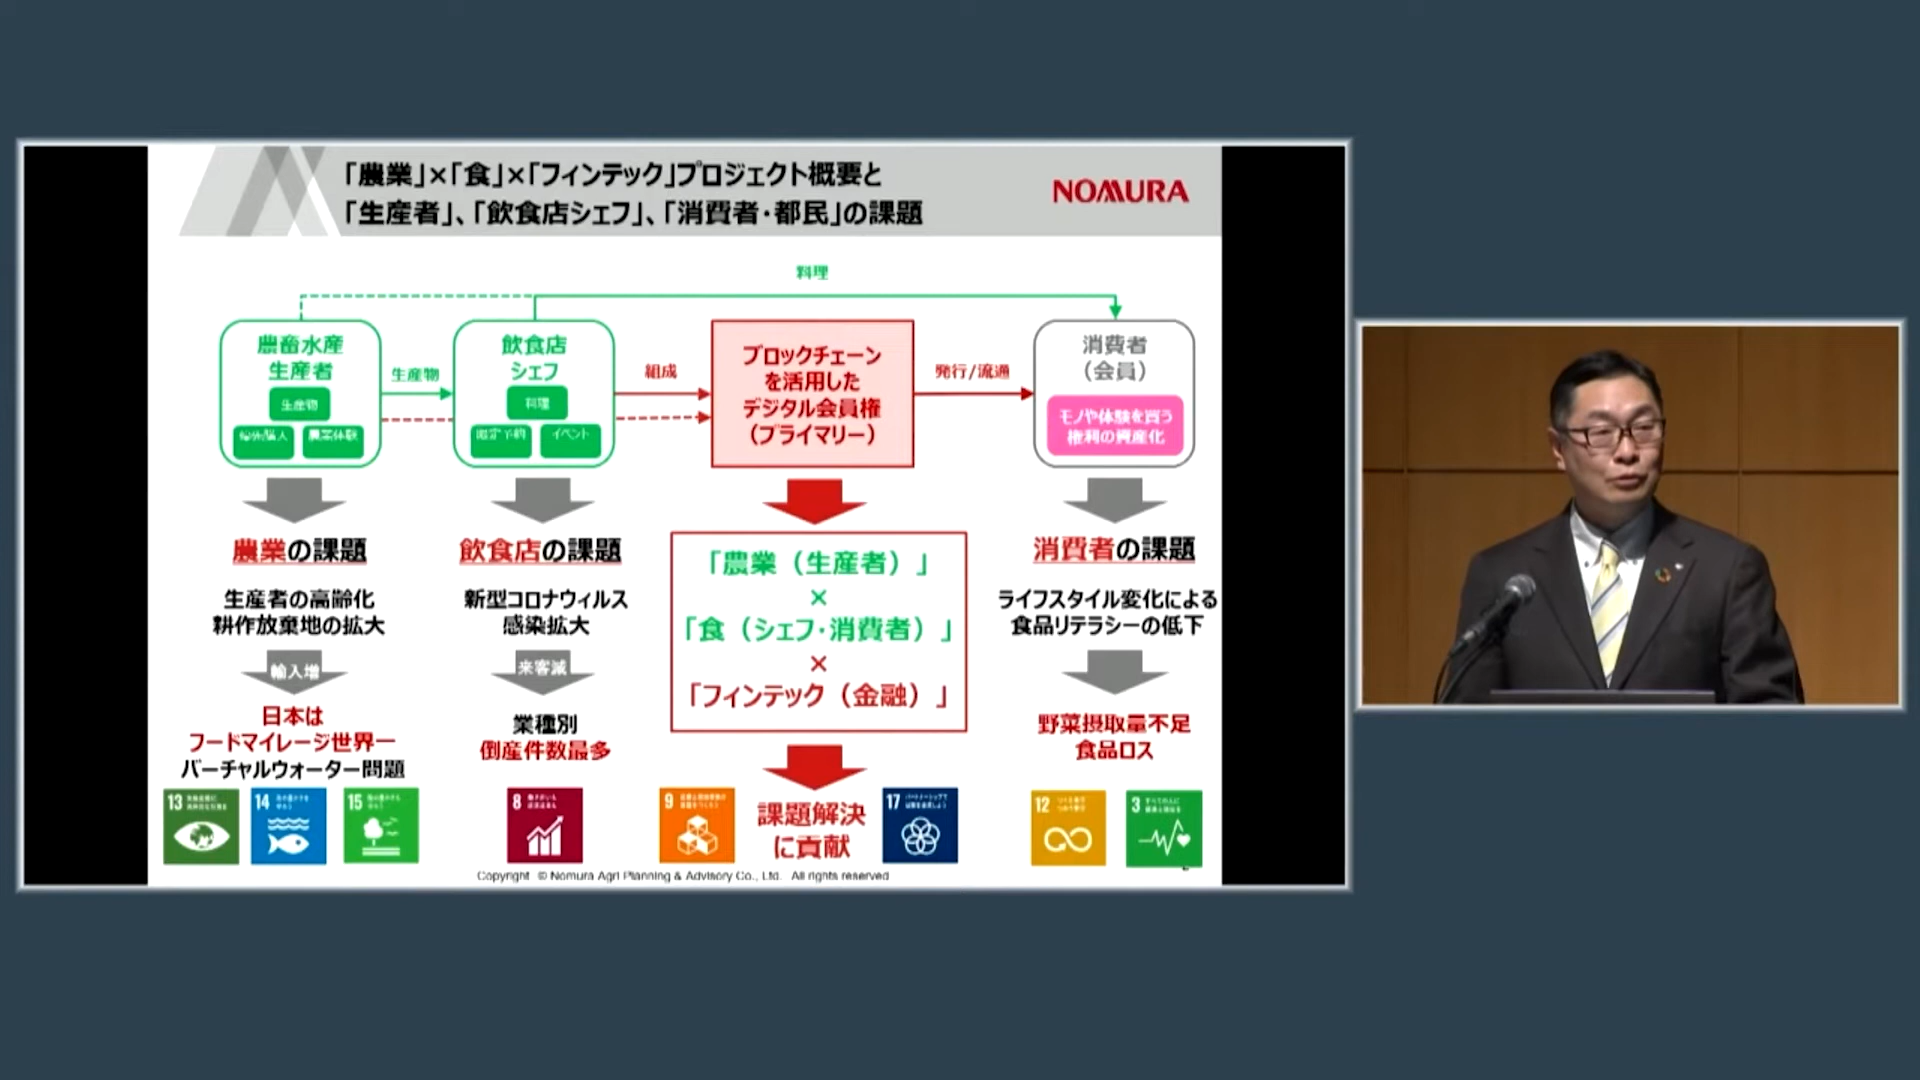 「農業」×「食」×「フィンテック」プロジェクト概要と
「生産者」、「飲食店シェフ」、「消費者・都民」の課題
NOMURA
料理
農畜水産
生産者
生産物
農業体験
生産物
飲食店
シェフ
料理
イベント
組成
ブロックチェーン
を活用した
デジタル会員権
（プライマリー）
発行/流通
消費者
（会員）
モノや体験を買う
権利の資産化
農業の課題
生産者の高齢化
耕作放棄地の拡大
輸入増
日本は
フードマイレージ世界一
バーチャルウォーター問題
飲食店の課題
新型コロナウィルス
感染拡大
来客減
業種別
倒産件数最多
「農業（生産者）」
×
「食（シェフ・消費者）」
×
「フィンテック（金融）」
課題解決
に貢献
消費者の課題
ライフスタイル変化による
食品リテラシーの低下
野菜摂取量不足
食品ロス
13
14
15
8
9
17
12
3
Copyright © Nomura Agri Planning & Advisory Co., Ltd. All rights reserved